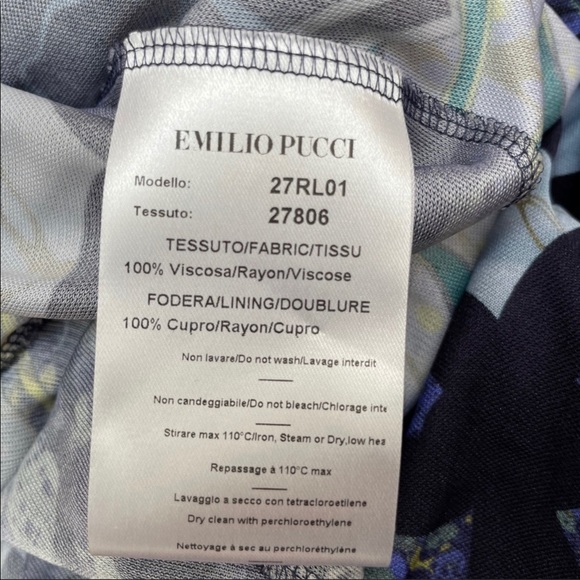 EMILIO PUCCI
Modello: 27RL01
Tessuto: 27806
TESSUTO/FABRIC/TISSU
100% Viscosa/Rayon/Viscose
FODERA/LINING/DOUBLURE
100% Cupro/Rayon/Cupro
Non lavare/Do not wash/Lavage interdit
Non candeggiabile/Do not bleach/Chlorage inte
Stirare max 110°C/Iron, Steam or Dry,low hea
Repassage à 110°C max
Lavaggio a secco con tetracloroetilene
Dry clean with perchloroethylene
Nettoyage à sec au perchloréthylène